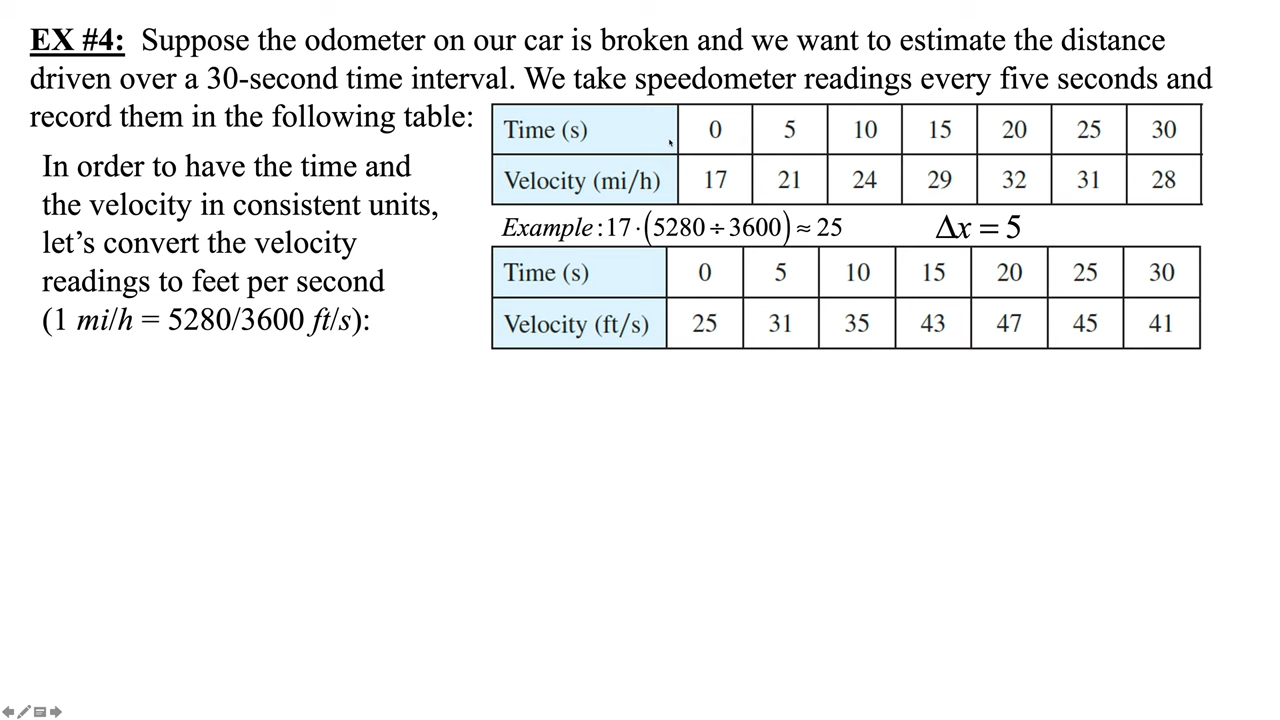 EX #4: Suppose the odometer on our car is broken and we want to estimate the distance
driven over a 30-second time interval. We take speedometer readings every five seconds and
record them in the following table:
Time (s) 0 5 10 15 20 25 30
Velocity (mi/h) 17 21 24 29 32 31 28
In order to have the time and
the velocity in consistent units,
let’s convert the velocity
readings to feet per second
(1 mi/h = 5280/3600 ft/s):
Example : 17 · (5280 ÷ 3600) ≈ 25 Δx = 5
Time (s) 0 5 10 15 20 25 30
Velocity (ft/s) 25 31 35 43 47 45 41